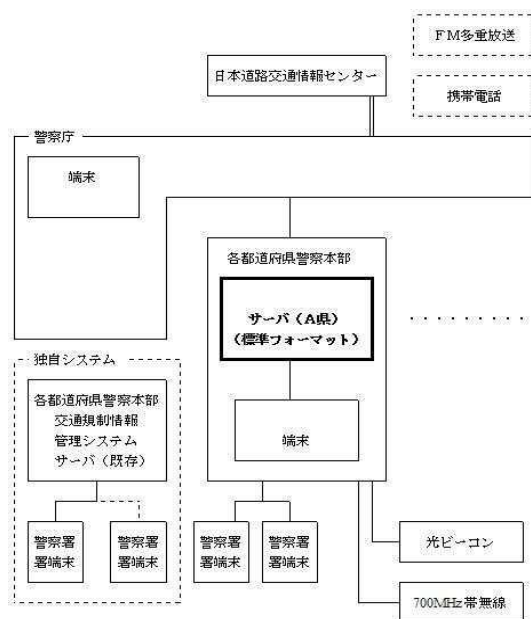 FM多重放送
日本道路交通情報センター
携帯電話
警察庁
端末
各都道府県警察本部
サーバ（A県）
（標準フォーマット）
・・・・・・・・
端末
独自システム
各都道府県警察本部
交通規制情報
管理システム
サーバ（既存）
警察署
署端末
警察署
署端末
警察署
署端末
警察署
署端末
光ビーコン
700MHz帯無線